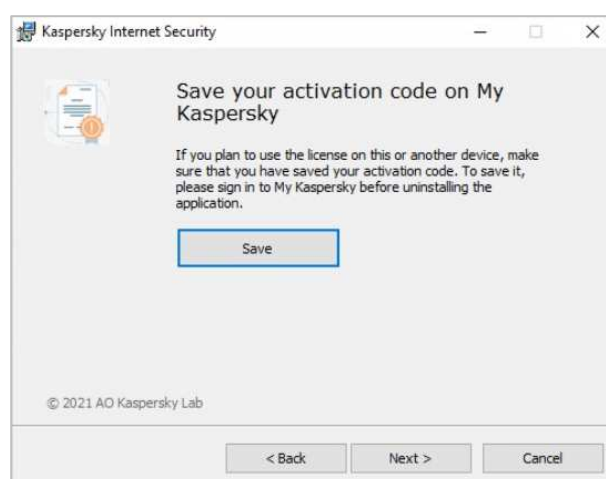 Kaspersky Internet Security
Save your activation code on My
Kaspersky
If you plan to use the license on this or another device, make
sure that you have saved your activation code. To save it,
please sign in to My Kaspersky before uninstalling the
application.
Save
© 2021 AO Kaspersky Lab
< Back
Next >
Cancel